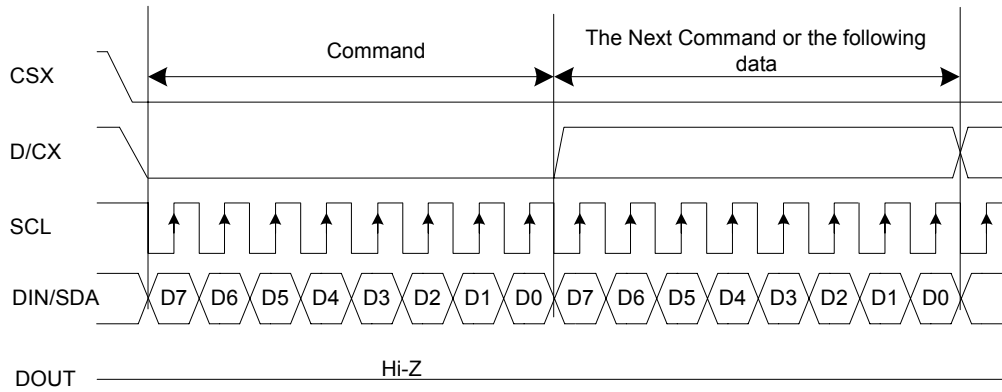 Command
The Next Command or the following
data
CSX
D/CX
SCL
DIN/SDA D7 D6 D5 D4 D3 D2 D1 D0 D7 D6 D5 D4 D3 D2 D1 D0
Hi-Z
DOUT